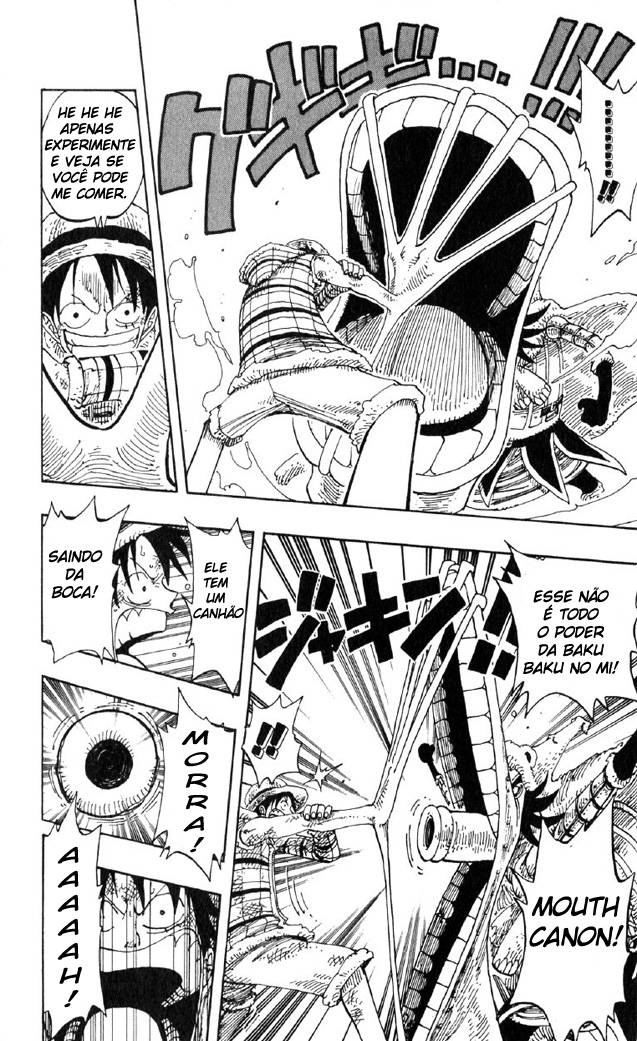 ............!!
グギギギ...!!!
HE HE HE
APENAS
EXPERIMENTE
E VEJA SE
VOCÊ PODE
ME COMER.
ESSE NÃO
É TODO
O PODER
DA BAKU
BAKU NO MI!
ジャキン!!
!!
MOUTH
CANON!
ELE
TEM
UM
CANHÃO
SAINDO
DA
BOCA!
MORRA!
AAAAAAH!